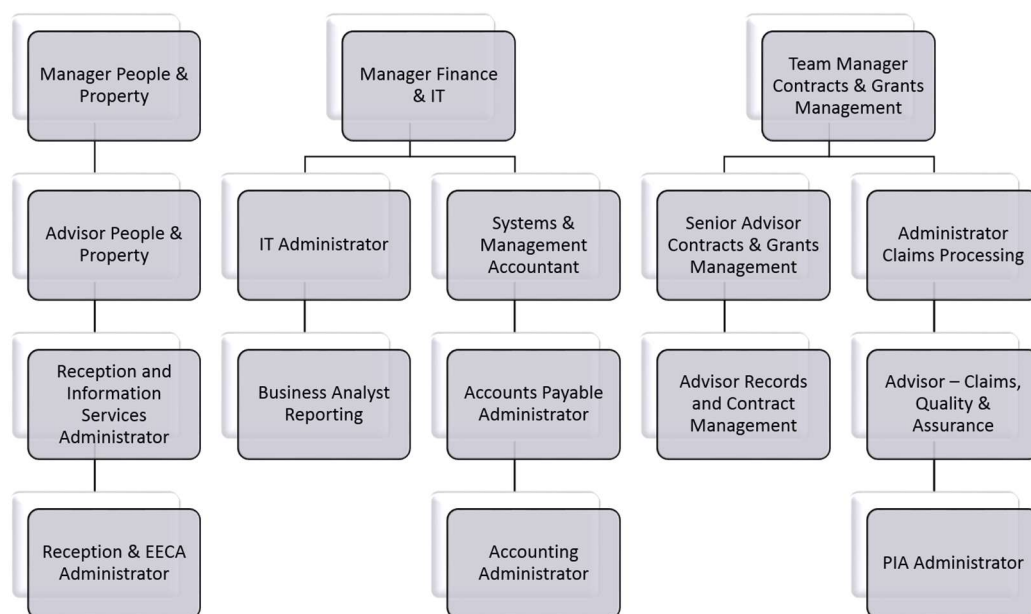 Manager People &
Property
Manager Finance
& IT
Team Manager
Contracts & Grants
Management
Advisor People &
Property
IT Administrator
Systems &
Management
Accountant
Senior Advisor
Contracts & Grants
Management
Administrator
Claims Processing
Reception and
Information
Services
Administrator
Business Analyst
Reporting
Accounts Payable
Administrator
Advisor Records
and Contract
Management
Advisor – Claims,
Quality &
Assurance
Reception & EECA
Administrator
Accounting
Administrator
PIA Administrator